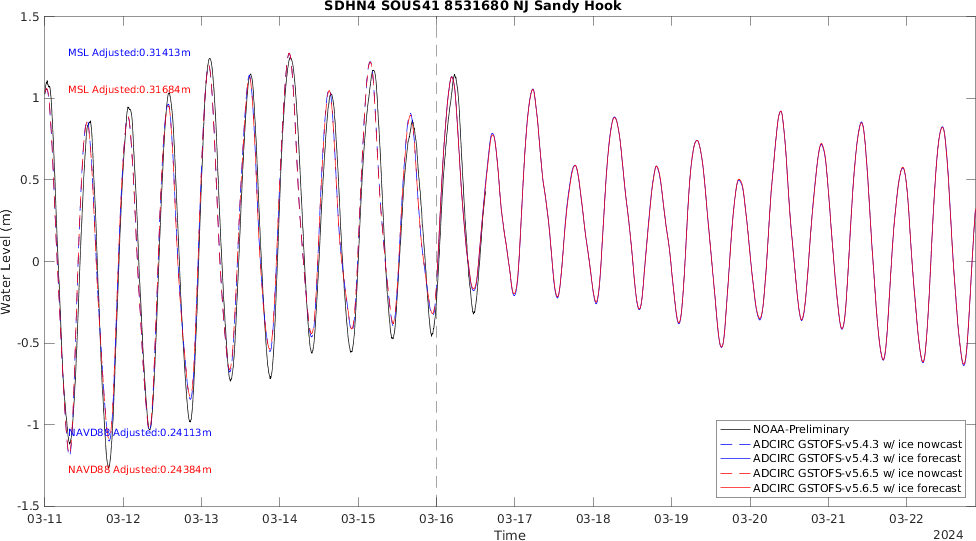 SDHN4 SOUS41 8531680 NJ Sandy Hook
1.5
MSL Adjusted:0.31413m
1
MSL Adjusted:0.31684m
0.5
0
Water Level (m)
-0.5
-1
NAVD88 Adjusted:0.24113m
NAVD88 Adjusted:0.24384m
-1.5
NOAA-Preliminary
ADCIRC GSTOFS-v5.4.3 w/ ice nowcast
ADCIRC GSTOFS-v5.4.3 w/ ice forecast
ADCIRC GSTOFS-v5.6.5 w/ ice nowcast
ADCIRC GSTOFS-v5.6.5 w/ ice forecast
03-11 03-12 03-13 03-14 03-15 03-16 03-17 03-18 03-19 03-20 03-21 03-22
Time
2024